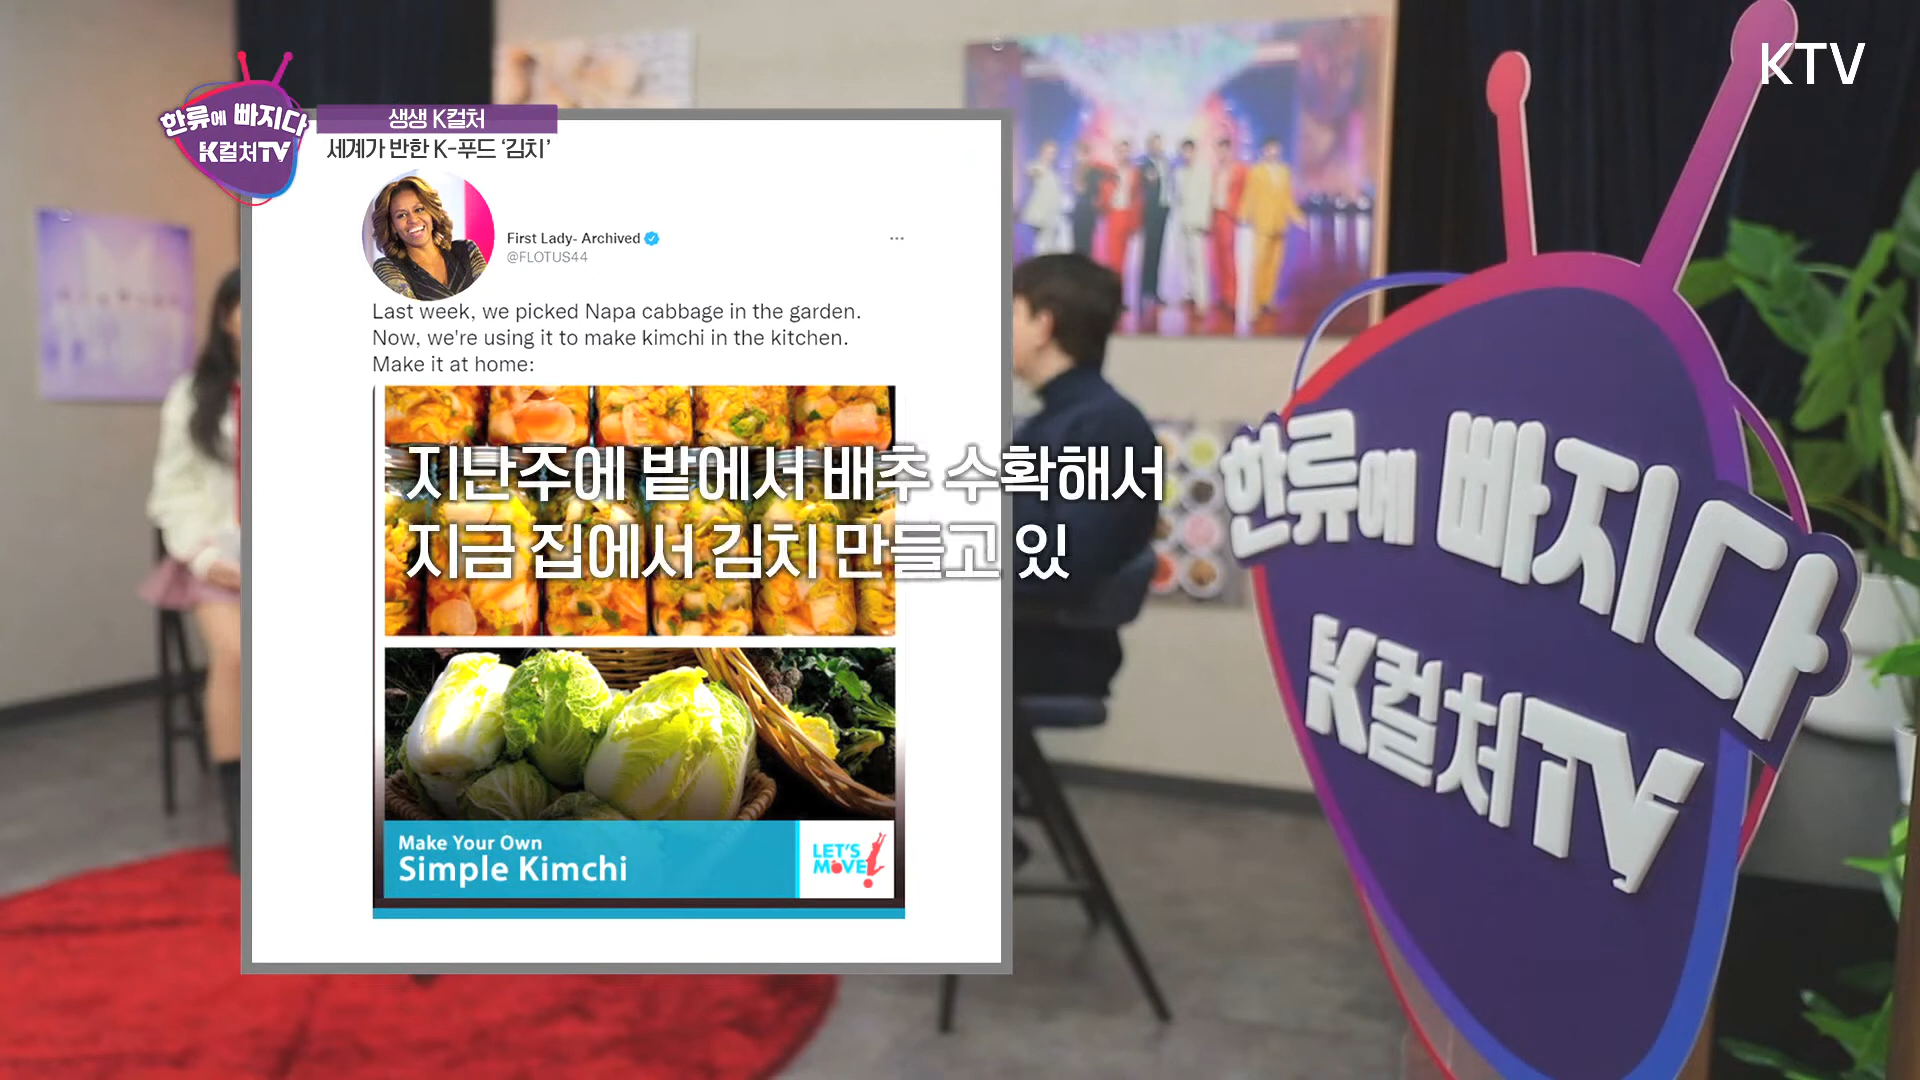 KTV
한류에 빠지다
K컬처TV
생생 K컬처
세계가 반한 K-푸드 ‘김치’
First Lady- Archived
@FLOTUS44
Last week, we picked Napa cabbage in the garden.
Now, we're using it to make kimchi in the kitchen.
Make it at home:
지난주에 밭에서 배추 수확해서
지금 집에서 김치 만들고 있
Make Your Own
Simple Kimchi
LET'S
MOVE!
한류에 빠지다
K컬처TV